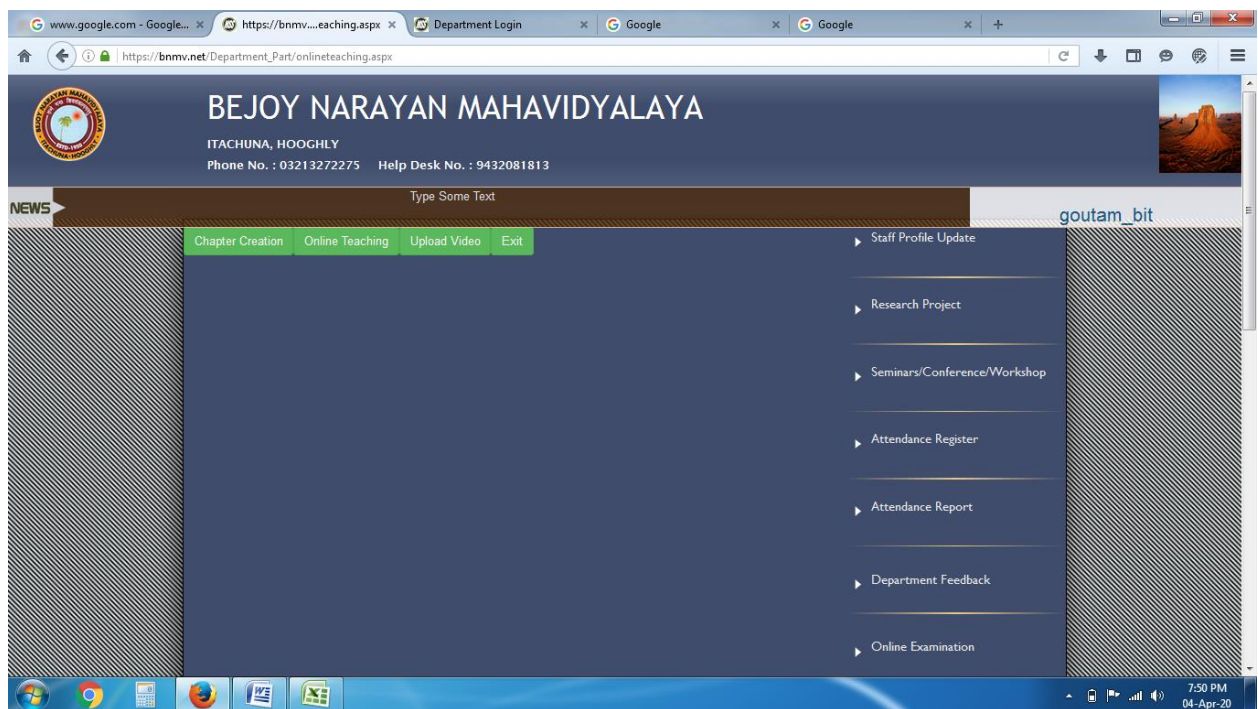 www.google.com - Google...
https://bnmv....eaching.aspx
Department Login
Google
Google
https://bnmv.net/Department_Part/onlineteaching.aspx
BEJOY NARAYAN MAHAVIDYALAYA
ITACHUNA, HOOGHLY
Phone No. : 03213272275 Help Desk No. : 9432081813
Type Some Text
NEWS
goutam_bit
Chapter Creation Online Teaching Upload Video Exit
Staff Profile Update
Research Project
Seminars/Conference/Workshop
Attendance Register
Attendance Report
Department Feedback
Online Examination
7:50 PM
04-Apr-20